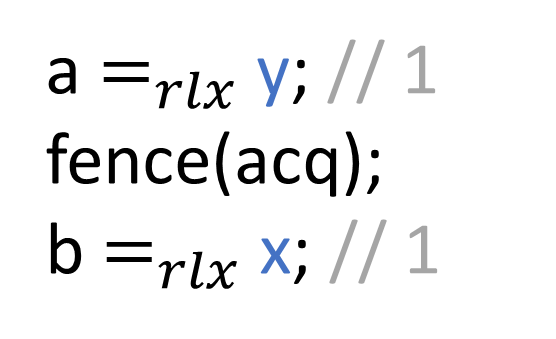 a =rlx y; // 1
fence(acq);
b =rlx x; // 1